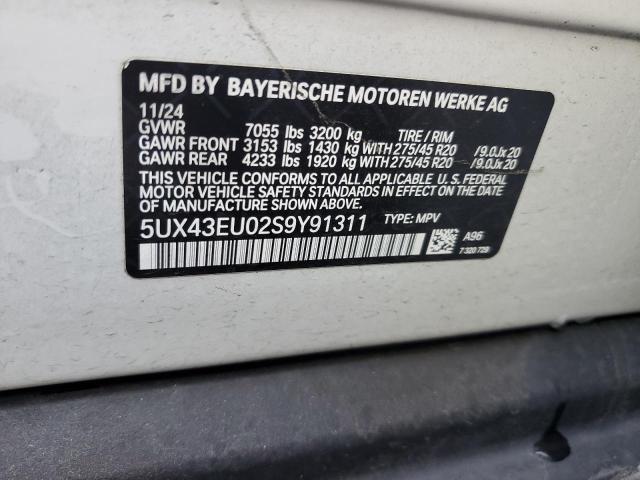 MFD BY BAYERISCHE MOTOREN WERKE AG
11/24
GVWR 7055 lbs 3200 kg TIRE / RIM
GAWR FRONT 3153 lbs 1430 kg WITH 275/45 R20 /9.0Jx20
GAWR REAR 4233 lbs 1920 kg WITH 275/45 R20 /9.0Jx20
THIS VEHICLE CONFORMS TO ALL APPLICABLE U.S. FEDERAL
MOTOR VEHICLE SAFETY STANDARDS IN EFFECT ON THE DATE
OF MANUFACTURE SHOWN ABOVE.
5UX43EU02S9Y91311 TYPE: MPV
A96
7 320 729